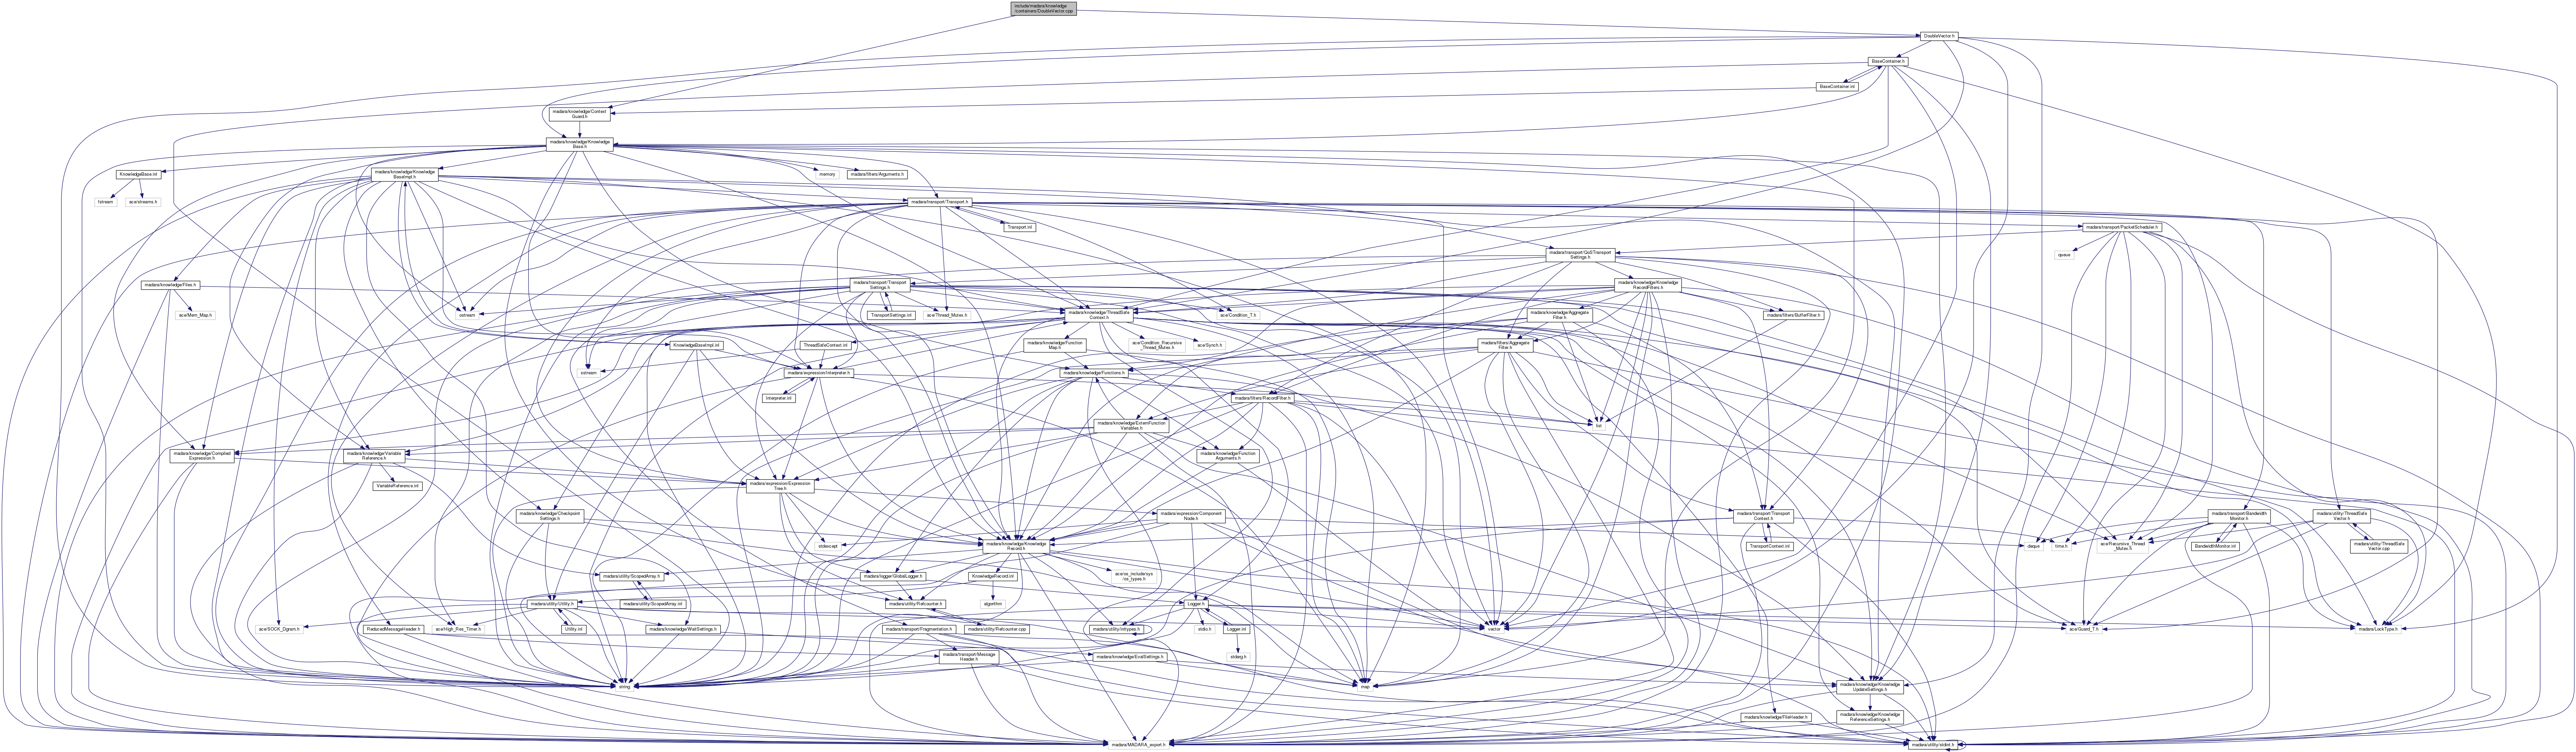 include/madara/knowledge
/containers/DoubleVector.cpp
DoubleVector.h
BaseContainer.h
BaseContainer.inl
madara/knowledge/Context
Guard.h
madara/knowledge/Knowledge
Base.h
KnowledgeBase.inl
madara/knowledge/Knowledge
BaseImpl.h
memory
madara/filters/Arguments.h
fstream
ace/streams.h
madara/transport/Transport.h
Transport.inl
madara/transport/PacketScheduler.h
queue
madara/transport/QoSTransport
Settings.h
madara/knowledge/Files.h
madara/transport/Transport
Settings.h
madara/knowledge/Knowledge
RecordFilters.h
ace/Mem_Map.h
ostream
TransportSettings.inl
ace/Thread_Mutex.h
madara/knowledge/ThreadSafe
Context.h
ace/Condition_T.h
madara/knowledge/Aggregate
Filter.h
madara/filters/BufferFilter.h
KnowledgeBaseImpl.inl
ThreadSafeContext.inl
madara/knowledge/Function
Map.h
ace/Condition_Recursive
_Thread_Mutex.h
ace/Synch.h
madara/filters/Aggregate
Filter.h
sstream
madara/expression/Interpreter.h
madara/knowledge/Functions.h
Interpreter.inl
madara/filters/RecordFilter.h
madara/knowledge/ExternFunction
Variables.h
list
madara/knowledge/Compiled
Expression.h
madara/knowledge/Variable
Reference.h
madara/knowledge/Function
Arguments.h
VariableReference.inl
madara/expression/Expression
Tree.h
madara/knowledge/Checkpoint
Settings.h
madara/expression/Component
Node.h
madara/transport/Transport
Context.h
madara/transport/Bandwidth
Monitor.h
madara/utility/ThreadSafe
Vector.h
stdexcept
madara/knowledge/Knowledge
Record.h
TransportContext.inl
deque
time.h
ace/Recursive_Thread
_Mutex.h
BandwidthMonitor.inl
madara/utility/ThreadSafe
Vector.cpp
madara/utility/ScopedArray.h
madara/logger/GlobalLogger.h
KnowledgeRecord.inl
ace/os_include/sys
/os_types.h
madara/utility/Utility.h
madara/utility/ScopedArray.inl
madara/utility/Refcounter.h
algorithm
Logger.h
ace/SOCK_Dgram.h
ReducedMessageHeader.h
ace/High_Res_Timer.h
Utility.inl
madara/knowledge/WaitSettings.h
madara/transport/Fragmentation.h
madara/utility/Refcounter.cpp
madara/utility/Inttypes.h
stdio.h
Logger.inl
vector
ace/Guard_T.h
madara/LockType.h
madara/transport/Message
Header.h
madara/knowledge/EvalSettings.h
stdarg.h
string
map
madara/knowledge/Knowledge
UpdateSettings.h
madara/knowledge/FileHeader.h
madara/knowledge/Knowledge
ReferenceSettings.h
madara/MADARA_export.h
madara/utility/stdint.h